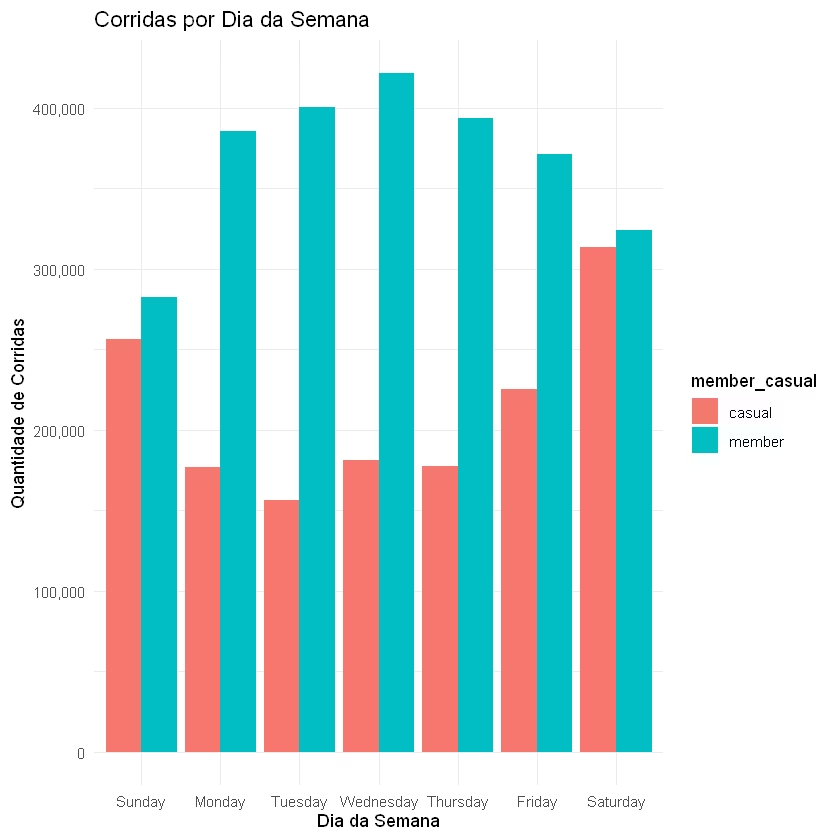 Corridas por Dia da Semana
400,000
300,000
200,000
100,000
0
Quantidade de Corridas
Sunday Monday Tuesday Wednesday Thursday Friday Saturday
Dia da Semana
member_casual
casual
member